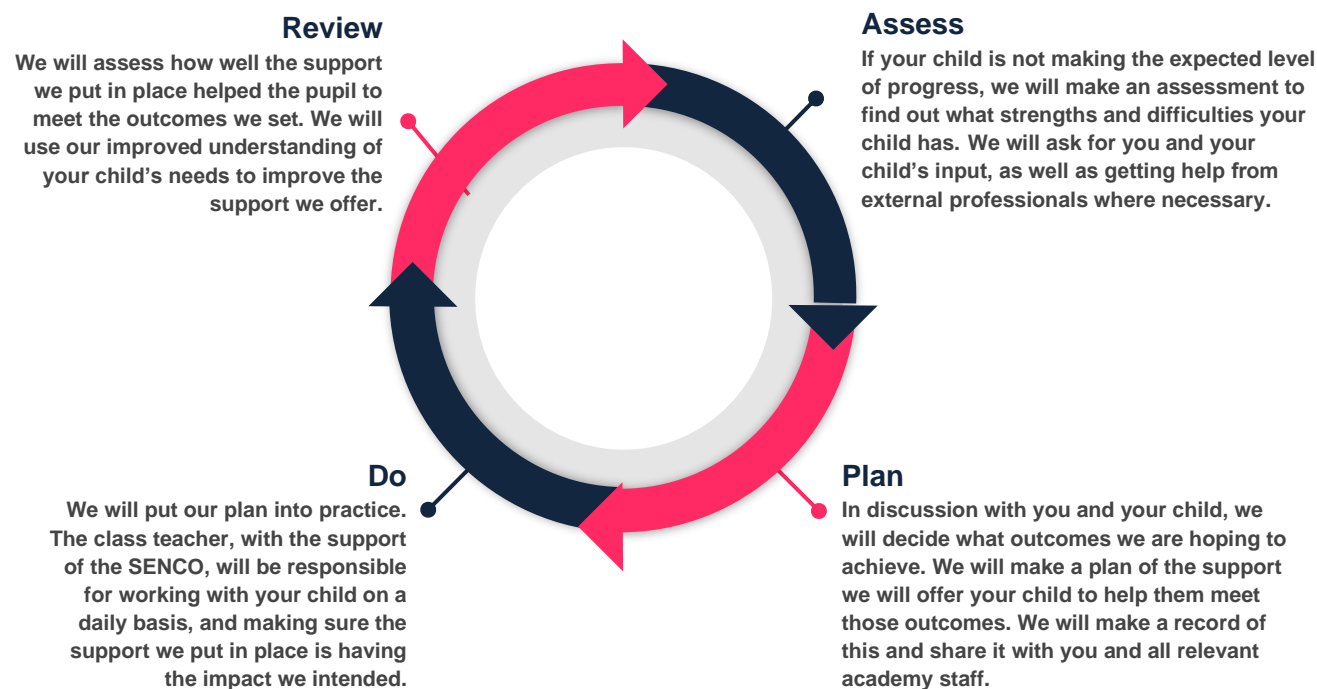 Review
We will assess how well the support
we put in place helped the pupil to
meet the outcomes we set. We will
use our improved understanding of
your child’s needs to improve the
support we offer.
Assess
If your child is not making the expected level
of progress, we will make an assessment to
find out what strengths and difficulties your
child has. We will ask for you and your
child’s input, as well as getting help from
external professionals where necessary.
Do
We will put our plan into practice.
The class teacher, with the support
of the SENCO, will be responsible
for working with your child on a
daily basis, and making sure the
support we put in place is having
the impact we intended.
Plan
In discussion with you and your child, we
will decide what outcomes we are hoping to
achieve. We will make a plan of the support
we will offer your child to help them meet
those outcomes. We will make a record of
this and share it with you and all relevant
academy staff.